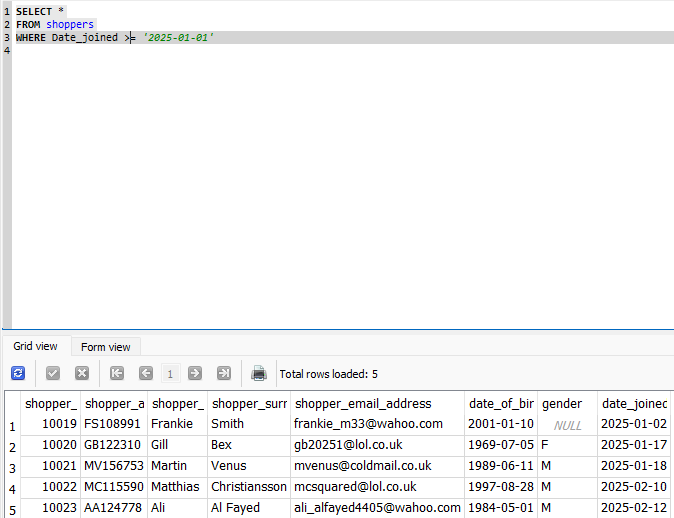 1 SELECT *
2 FROM shoppers
3 WHERE Date_joined >= '2025-01-01'
4
Grid view Form view
1 Total rows loaded: 5
shopper_ shopper_a shopper_ shopper_surr shopper_email_address date_of_bir gender date_joined
1 10019 FS108991 Frankie Smith frankie_m33@wahoo.com 2001-01-10 NULL 2025-01-02
2 10020 GB122310 Gill Bex gb20251@lol.co.uk 1969-07-05 F 2025-01-17
3 10021 MV156753 Martin Venus mvenus@coldmail.co.uk 1989-06-11 M 2025-01-18
4 10022 MC115590 Matthias Christiansson mcsquared@lol.co.uk 1997-08-28 M 2025-02-10
5 10023 AA124778 Ali Al Fayed ali_alfayed4405@wahoo.com 1984-05-01 M 2025-02-12